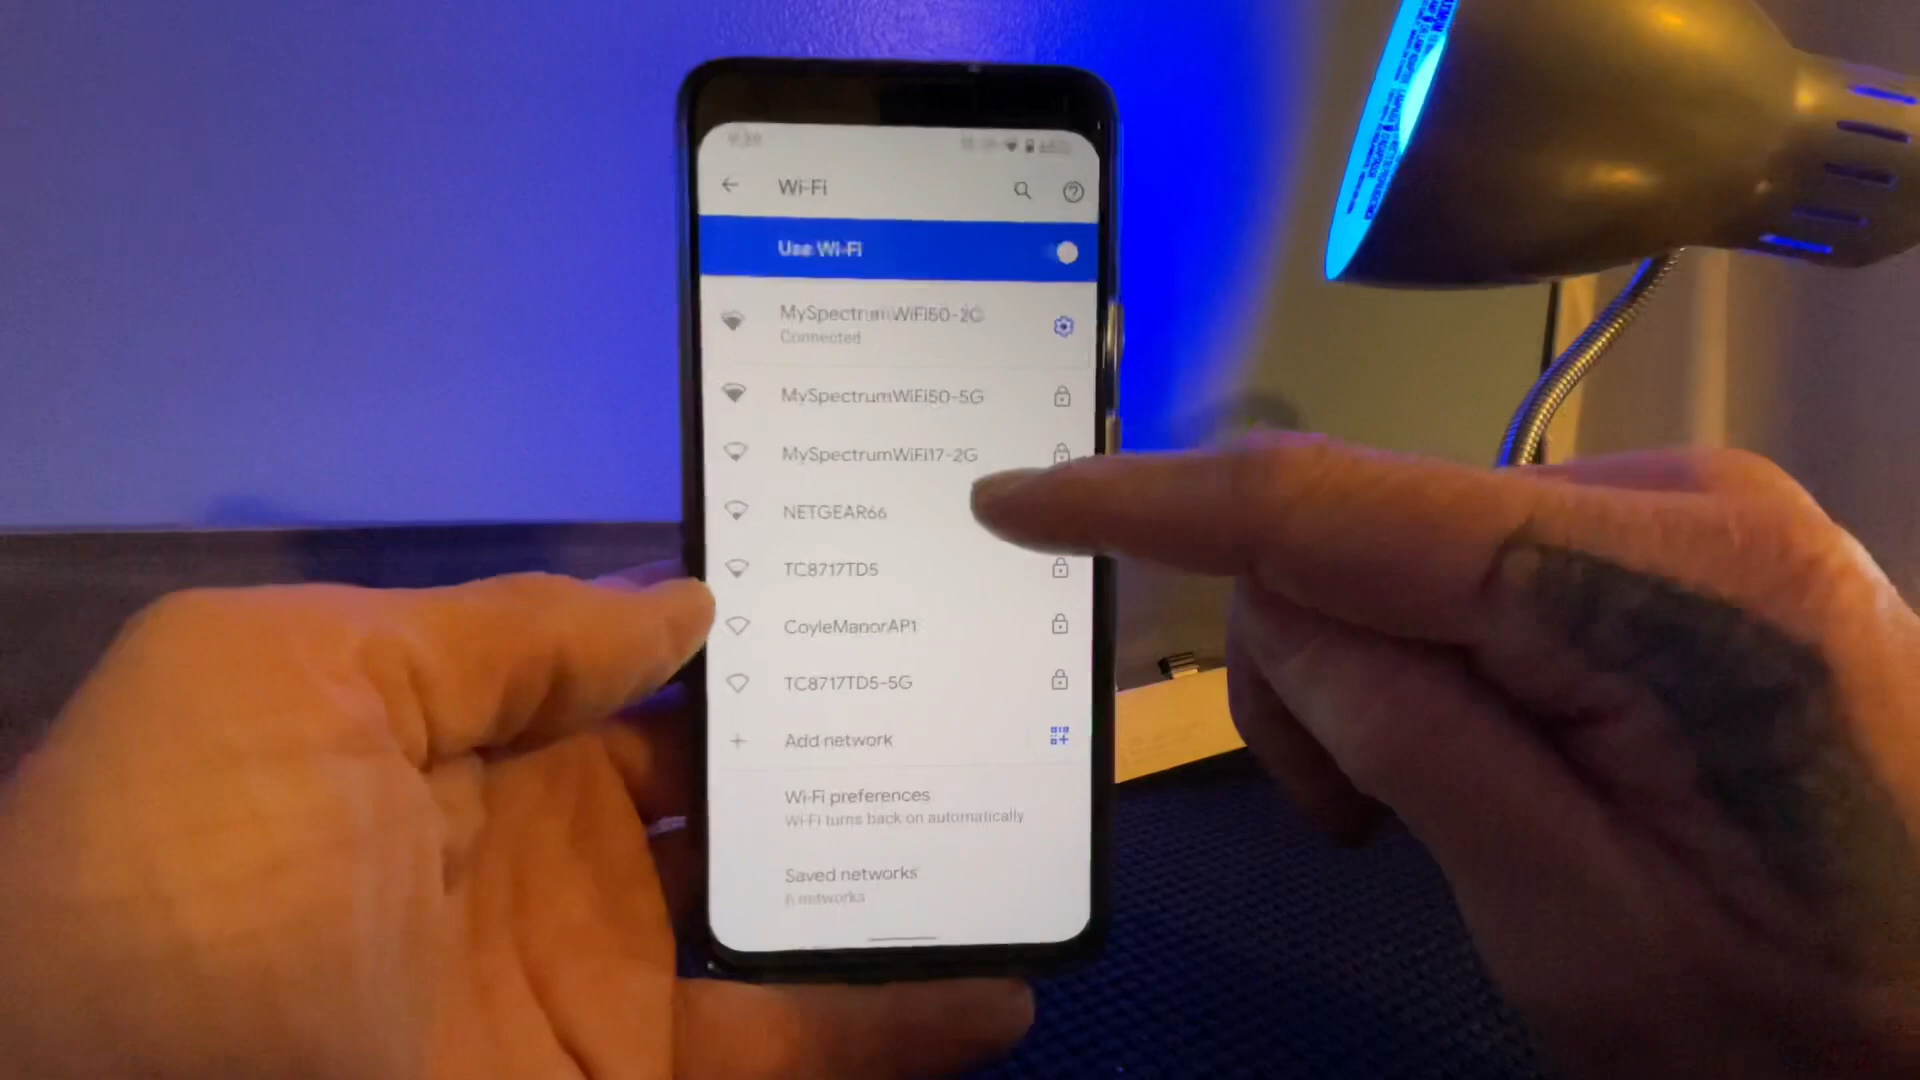 Wi-Fi
Use Wi-Fi
MySpectrumWiFi50-2G
Connected
MySpectrumWiFi50-5G
MySpectrumWiFi17-2G
NETGEAR66
TC8717TD5
CoyleManorAP1
TC8717TD5-5G
Add network
Wi-Fi preferences
Wi-Fi turns back on automatically
Saved networks
networks